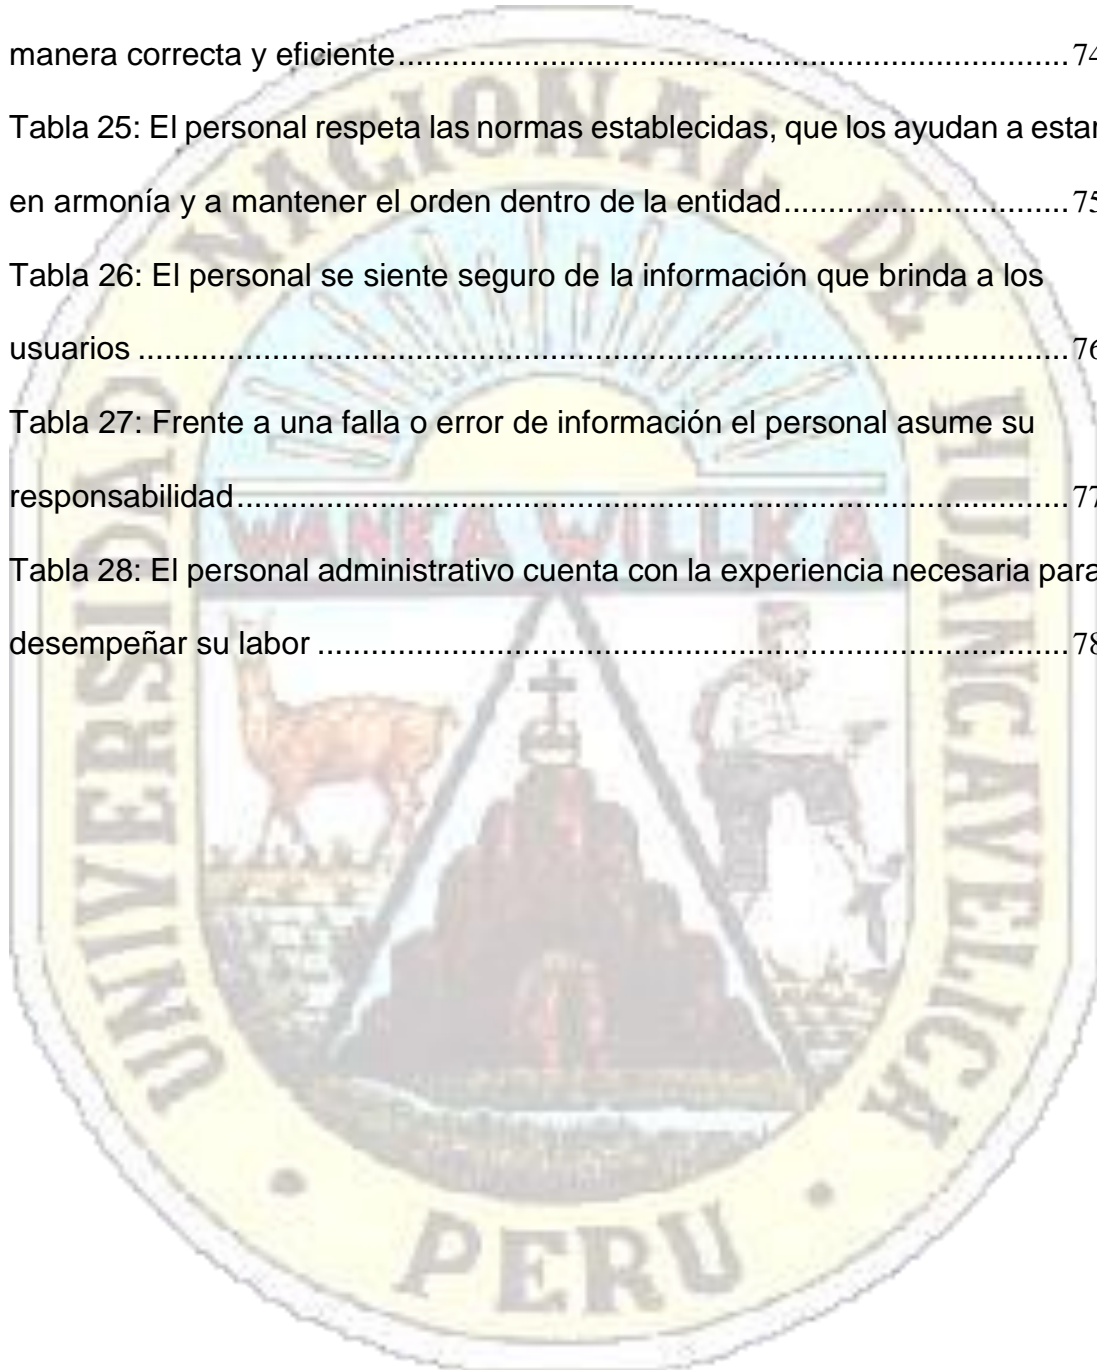 manera correcta y eficiente............................................................................74
Tabla 25: El personal respeta las normas establecidas, que los ayudan a estar
en armonía y a mantener el orden dentro de la entidad................................75
Tabla 26: El personal se siente seguro de la información que brinda a los
usuarios .........................................................................................................76
Tabla 27: Frente a una falla o error de información el personal asume su
responsabilidad..............................................................................................77
Tabla 28: El personal administrativo cuenta con la experiencia necesaria para
desempeñar su labor .....................................................................................78
UNIVERSIDAD NACIONAL DE HUANCAVELICA
WANKA WILLKA
PERU